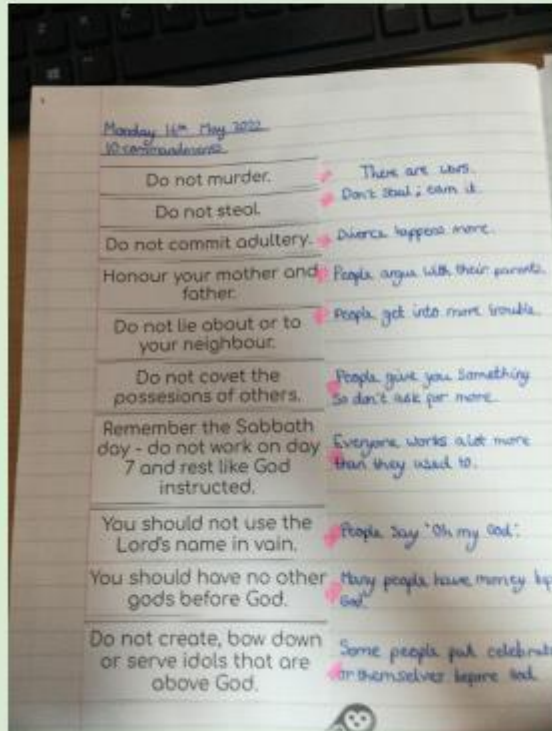 Monday 16th May 2022
10 commandments
Do not murder.
There are wars.
Do not steal.
Don't steal; earn it.
Do not commit adultery.
Divorce happens more.
Honour your mother and
father.
People argue with their parents.
Do not lie about or to
your neighbour.
People get into more trouble.
Do not covet the
possesions of others.
People give you something
so don't ask for more.
Remember the Sabbath
day - do not work on day
7 and rest like God
instructed.
Everyone works alot more
than they used to.
You should not use the
Lord's name in vain.
People say 'Oh my God'.
You should have no other
gods before God.
Many people have money
God.
Do not create, bow down
or serve idols that are
above God.
Some people put
or themselves before God.